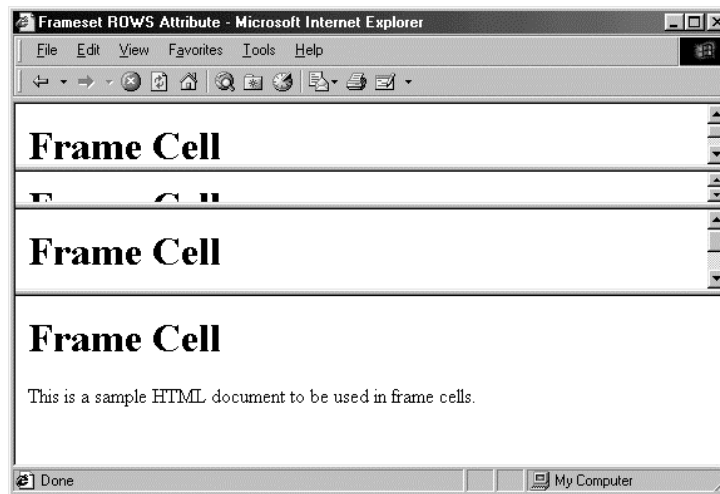 Frameset ROWS Attribute - Microsoft Internet Explorer
File Edit View Favorites Tools Help
Frame Cell
Frame Cell
Frame Cell
This is a sample HTML document to be used in frame cells.
Done
My Computer